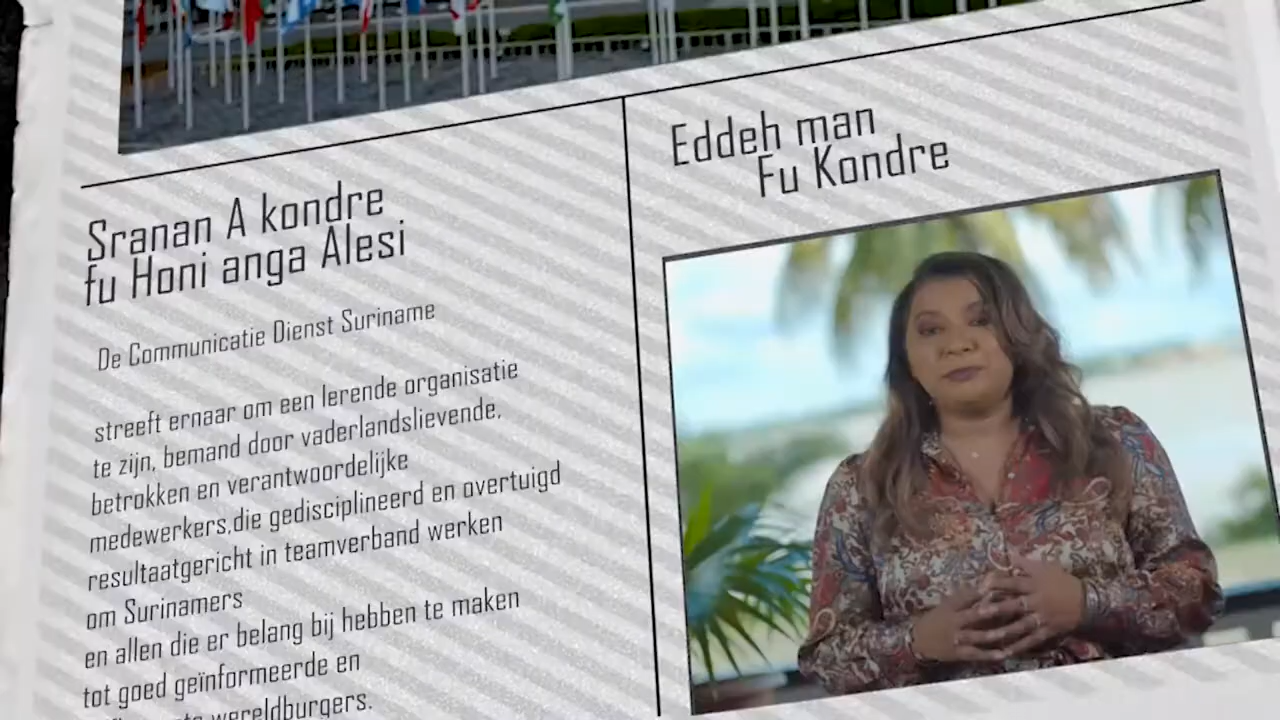 Sranan A kondre
fu Honi anga Alesi
De Communicatie Dienst Suriname
streeft ernaar om een lerende organisatie
te zijn, bemand door vaderlandslievende,
betrokken en verantwoordelijke
medewerkers,die gedisciplineerd en overtuigd
resultaatgericht in teamverband werken
om Surinamers
en allen die er belang bij hebben te maken
tot goed geïnformeerde en
wereldburgers.
Eddeh man
Fu Kondre